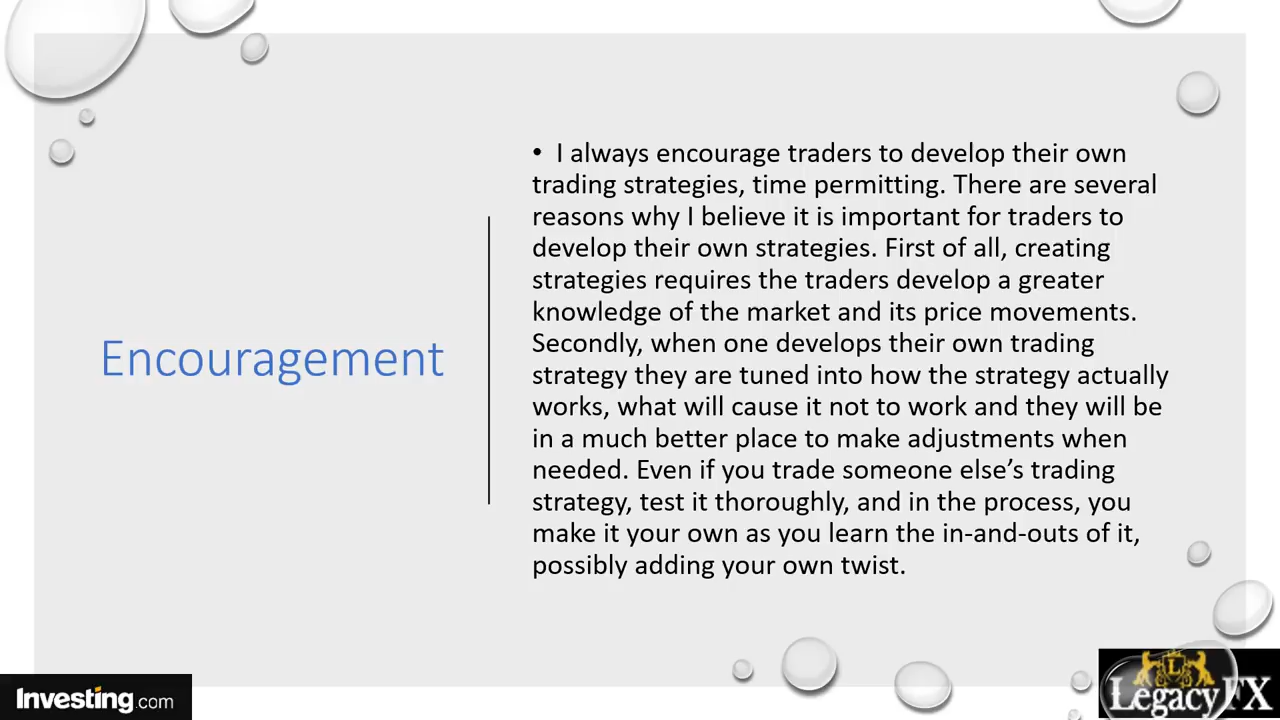 Encouragement
• I always encourage traders to develop their own
trading strategies, time permitting. There are several
reasons why I believe it is important for traders to
develop their own strategies. First of all, creating
strategies requires the traders develop a greater
knowledge of the market and its price movements.
Secondly, when one develops their own trading
strategy they are tuned into how the strategy actually
works, what will cause it not to work and they will be
in a much better place to make adjustments when
needed. Even if you trade someone else’s trading
strategy, test it thoroughly, and in the process, you
make it your own as you learn the in-and-outs of it,
possibly adding your own twist.
Investing.com
L
LegacyFX